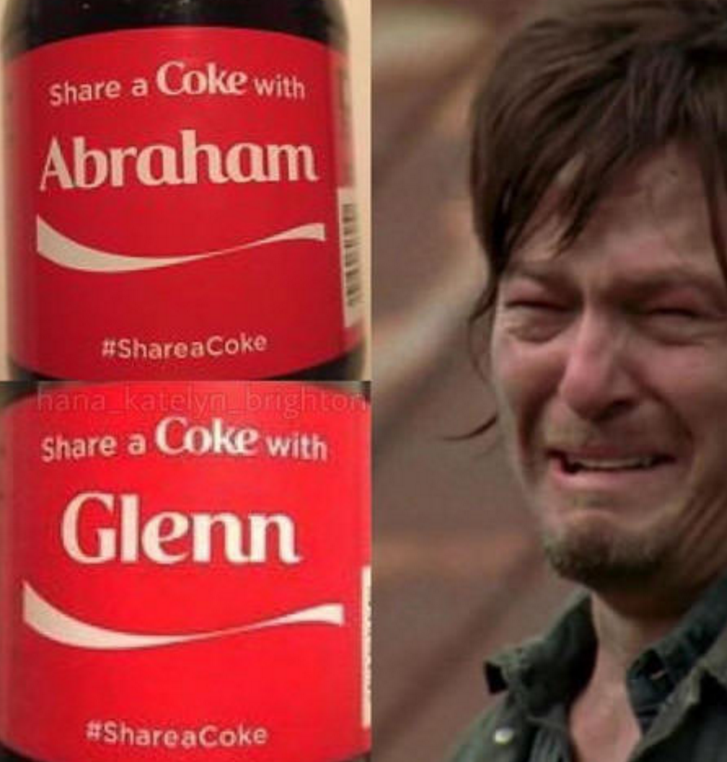 Share a Coke with
Abraham
#ShareaCoke
hana_katelyn_brighton
Share a Coke with
Glenn
#ShareaCoke